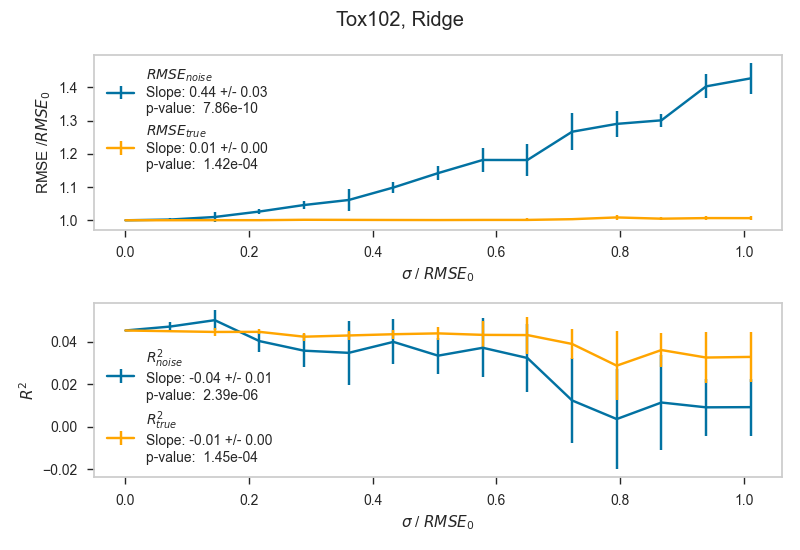 Tox102, Ridge
RMSE /RMSE₀
1.4
1.3
1.2
1.1
1.0
RMSE_noise
Slope: 0.44 +/- 0.03
p-value:  7.86e-10
RMSE_true
Slope: 0.01 +/- 0.00
p-value:  1.42e-04
0.0 0.2 0.4 0.6 0.8 1.0
σ / RMSE₀
R²
0.04
0.02
0.00
−0.02
R²_noise
Slope: -0.04 +/- 0.01
p-value:  2.39e-06
R²_true
Slope: -0.01 +/- 0.00
p-value:  1.45e-04
0.0 0.2 0.4 0.6 0.8 1.0
σ / RMSE₀